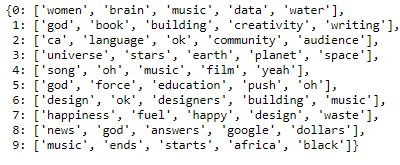 {0: ['women', 'brain', 'music', 'data', 'water'],
1: ['god', 'book', 'building', 'creativity', 'writing'],
2: ['ca', 'language', 'ok', 'community', 'audience'],
3: ['universe', 'stars', 'earth', 'planet', 'space'],
4: ['song', 'oh', 'music', 'film', 'yeah'],
5: ['god', 'force', 'education', 'push', 'oh'],
6: ['design', 'ok', 'designers', 'building', 'music'],
7: ['happiness', 'fuel', 'happy', 'design', 'waste'],
8: ['news', 'god', 'answers', 'google', 'dollars'],
9: ['music', 'ends', 'starts', 'africa', 'black']}